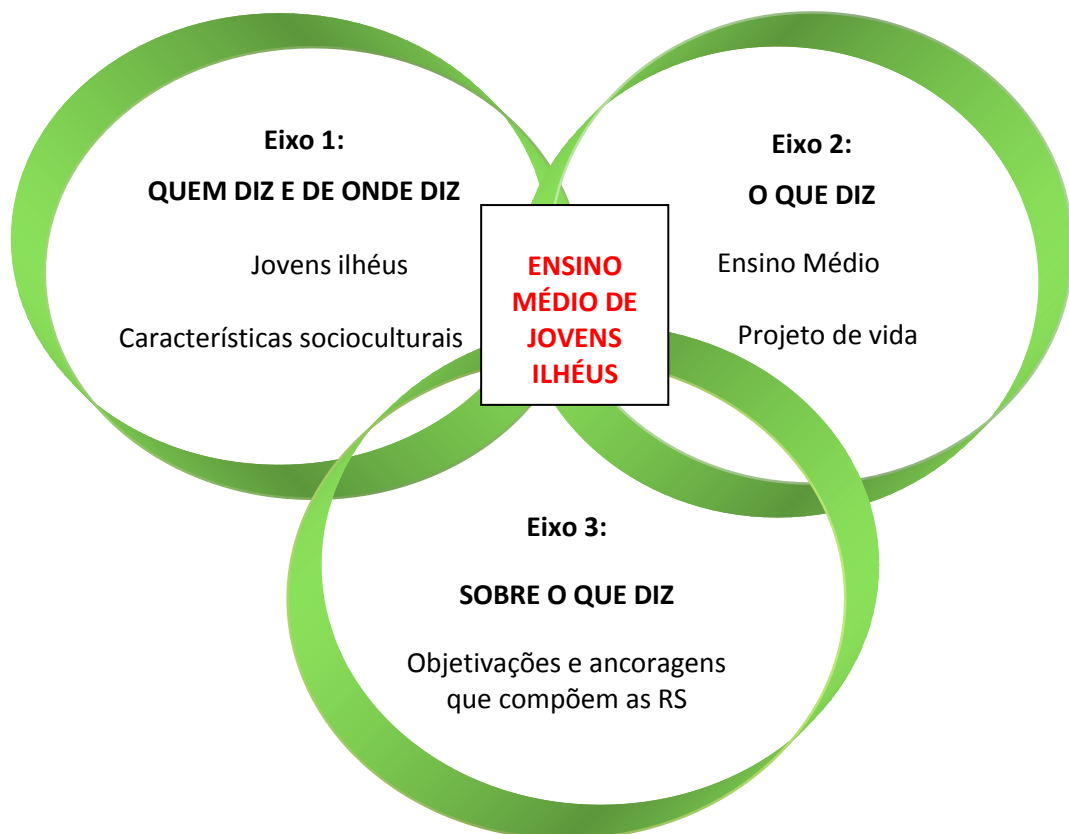 Eixo 1:
QUEM DIZ E DE ONDE DIZ
Jovens ilhéus
Características socioculturais
ENSINO
MÉDIO DE
JOVENS
ILHÉUS
Eixo 2:
O QUE DIZ
Ensino Médio
Projeto de vida
Eixo 3:
SOBRE O QUE DIZ
Objetivações e ancoragens
que compõem as RS